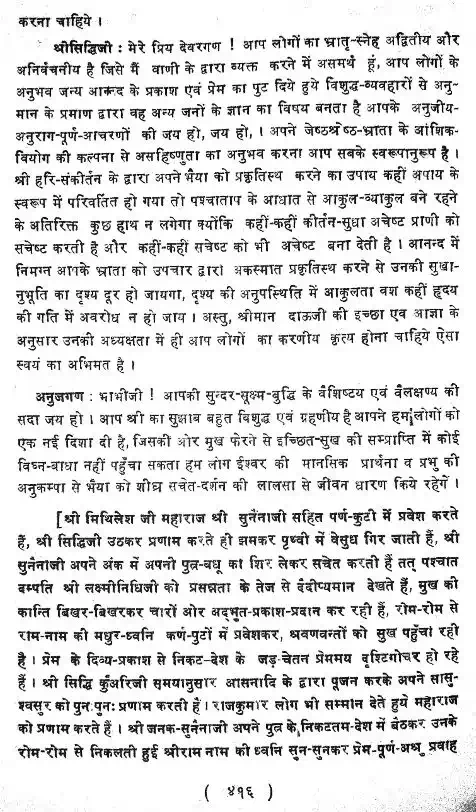 करना चाहिये ।
श्रीसिद्धिजी : मेरे प्रिय देवरगण ! आप लोगों का भ्रातृ-स्नेह अद्वितीय और
अनिर्वचनीय है जिसे मैं वाणी के द्वारा व्यक्त करने में असमर्थ हूं, आप लोगों के
अनुभव जन्य आनन्द के प्रकाश एवं प्रेम का पुट दिये हुये विशुद्ध-व्यवहारों से अनु-
मान के प्रमाण द्वारा वह अन्य जनों के ज्ञान का विषय बनता है आपके अनुजीय-
अनुराग-पूर्ण-आचरणों की जय हो, जय हो, । अपने जेष्ठश्रेष्ठ-भ्राता के आंशिक-
वियोग की कल्पना से असहिष्णुता का अनुभव करना आप सबके स्वरूपानुरूप है ।
श्री हरि-संकीर्तन के द्वारा अपने भैया को प्रकृतिस्थ करने का उपाय कहीं अपाय के
स्वरूप में परिवर्तित हो गया तो पश्चाताप के आघात से आकुल-व्याकुल बने रहने
के अतिरिक्त कुछ हाथ न लगेगा क्योंकि कहीं-कहीं कीर्तन-सुधा अचेष्ट प्राणी को
सचेष्ट करती है और कहीं-कहीं सचेष्ट को भी अचेष्ट बना देती है । आनन्द में
निमग्न आपके भ्राता को उपचार द्वारा अकस्मात प्रकृतिस्थ करने से उनकी सुखा-
नुभूति का दृश्य दूर हो जायगा, दृश्य की अनुपस्थिति में आकुलता वश कहीं हृदय
की गति में अवरोध न हो जाय । अस्तु, श्रीमान दाऊजी की इच्छा एव आज्ञा के
अनुसार उनकी अध्यक्षता में ही आप लोगों का करणीय कृत्य होना चाहिये ऐसा
स्वयं का अभिमत है ।
अनुजगण : भाभीजी ! आपकी सुन्दर-सूक्ष्म-बुद्धि के वैशिष्टय एवं वैलक्षण्य की
सदा जय हो । आप श्री का सुझाव बहुत विशुद्ध एवं ग्रहणीय है आपने हम लोगों को
एक नई दिशा दी है, जिसकी ओर मुख फेरने से इच्छित-सुख की सम्प्राप्ति में कोई
विघ्न-बाधा नहीं पहुँचा सकता हम लोग ईश्वर की मानसिक प्रार्थना व प्रभु की
अनुकम्पा से भैया को शीघ्र सचेत-दर्शन की लालसा से जीवन धारण किये रहेगें ।
[श्री मिथिलेश जी महाराज श्री सुनैनाजी सहित पर्ण-कुटी में प्रवेश करते
हैं, श्री सिद्धिजी उठकर प्रणाम करते ही झमकर पृथ्वी में बेसुध गिर जाती हैं, श्री
सुनैनाजी अपने अंक में अपनी पुत्र-बधू का शिर लेकर सचेत करती हैं तत् पश्चात
दम्पति श्री लक्ष्मीनिधिजी को प्रसन्नता के तेज से दैदीप्यमान देखते हैं, मुख की
कान्ति बिखर-बिखरकर चारों ओर अद्भुत-प्रकाश-प्रदान कर रही हैं, रोम-रोम से
राम-नाम की मधुर-ध्वनि कर्ण-पुटों में प्रवेशकर, श्रवणवन्तों को सुख पहुँचा रही
है । प्रेम के दिव्य-प्रकाश से निकट-देश के जड़-चेतन प्रेममय दृष्टिगोचर हो रहे
हैं । श्री सिद्धि कुँअरिजी समयानुसार आसनादि के द्वारा पूजन करके अपने सासु-
श्वसुर को पुनःपुनः प्रणाम करती है । राजकुमार लोग भी सम्मान देते हुये महाराज
को प्रणाम करते हैं । श्री जनक-सुनैनाजी अपने पुत्र के निकटतम-देश में बैठकर उनके
रोम-रोम से निकलती हुई श्रीराम नाम की ध्वनि सुन-सुनकर प्रेम-पूर्ण-अश्रु प्रवाह
( ४१६ )